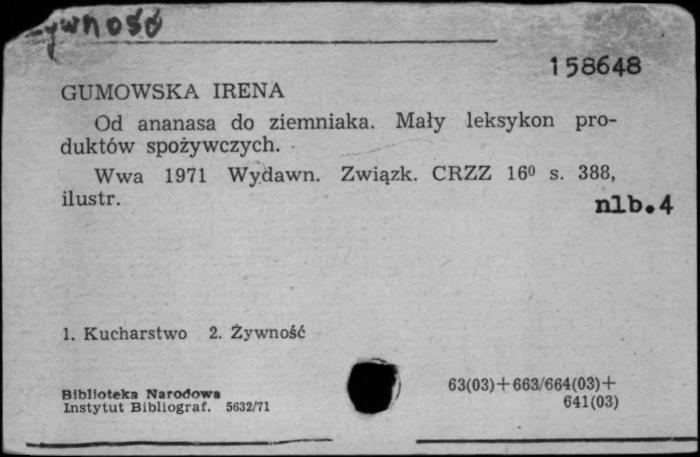 żywność
158648
GUMOWSKA IRENA
Od ananasa do ziemniaka. Mały leksykon pro-
duktów spożywczych.
Wwa 1971 Wydawn. Związk. CRZZ 16⁰ s. 388,
ilustr.
nlb.4
1. Kucharstwo 2. Żywność
63(03)+663/664(03)+
641(03)
Biblioteka Narodowa
Instytut Bibliograf. 5632/71